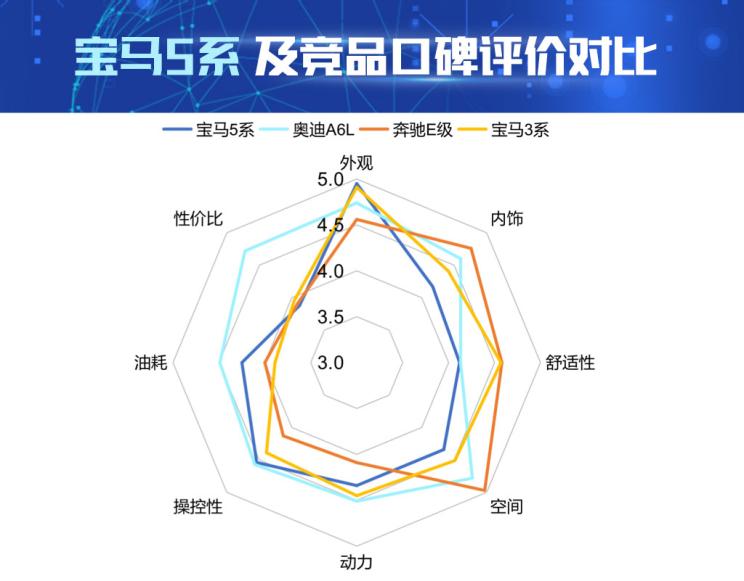 宝马5系 及竞品口碑评价对比
宝马5系 奥迪A6L 奔驰E级 宝马3系
外观
5.0
性价比
4.5
内饰
4.0
3.5
油耗
3.0
舒适性
操控性
空间
动力